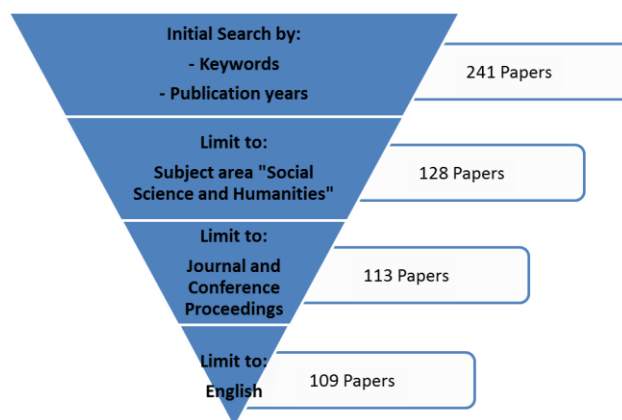 Initial Search by:
- Keywords
- Publication years
241 Papers
Limit to:
Subject area "Social
Science and Humanities"
128 Papers
Limit to:
Journal and
Conference
Proceedings
113 Papers
Limit to:
English
109 Papers